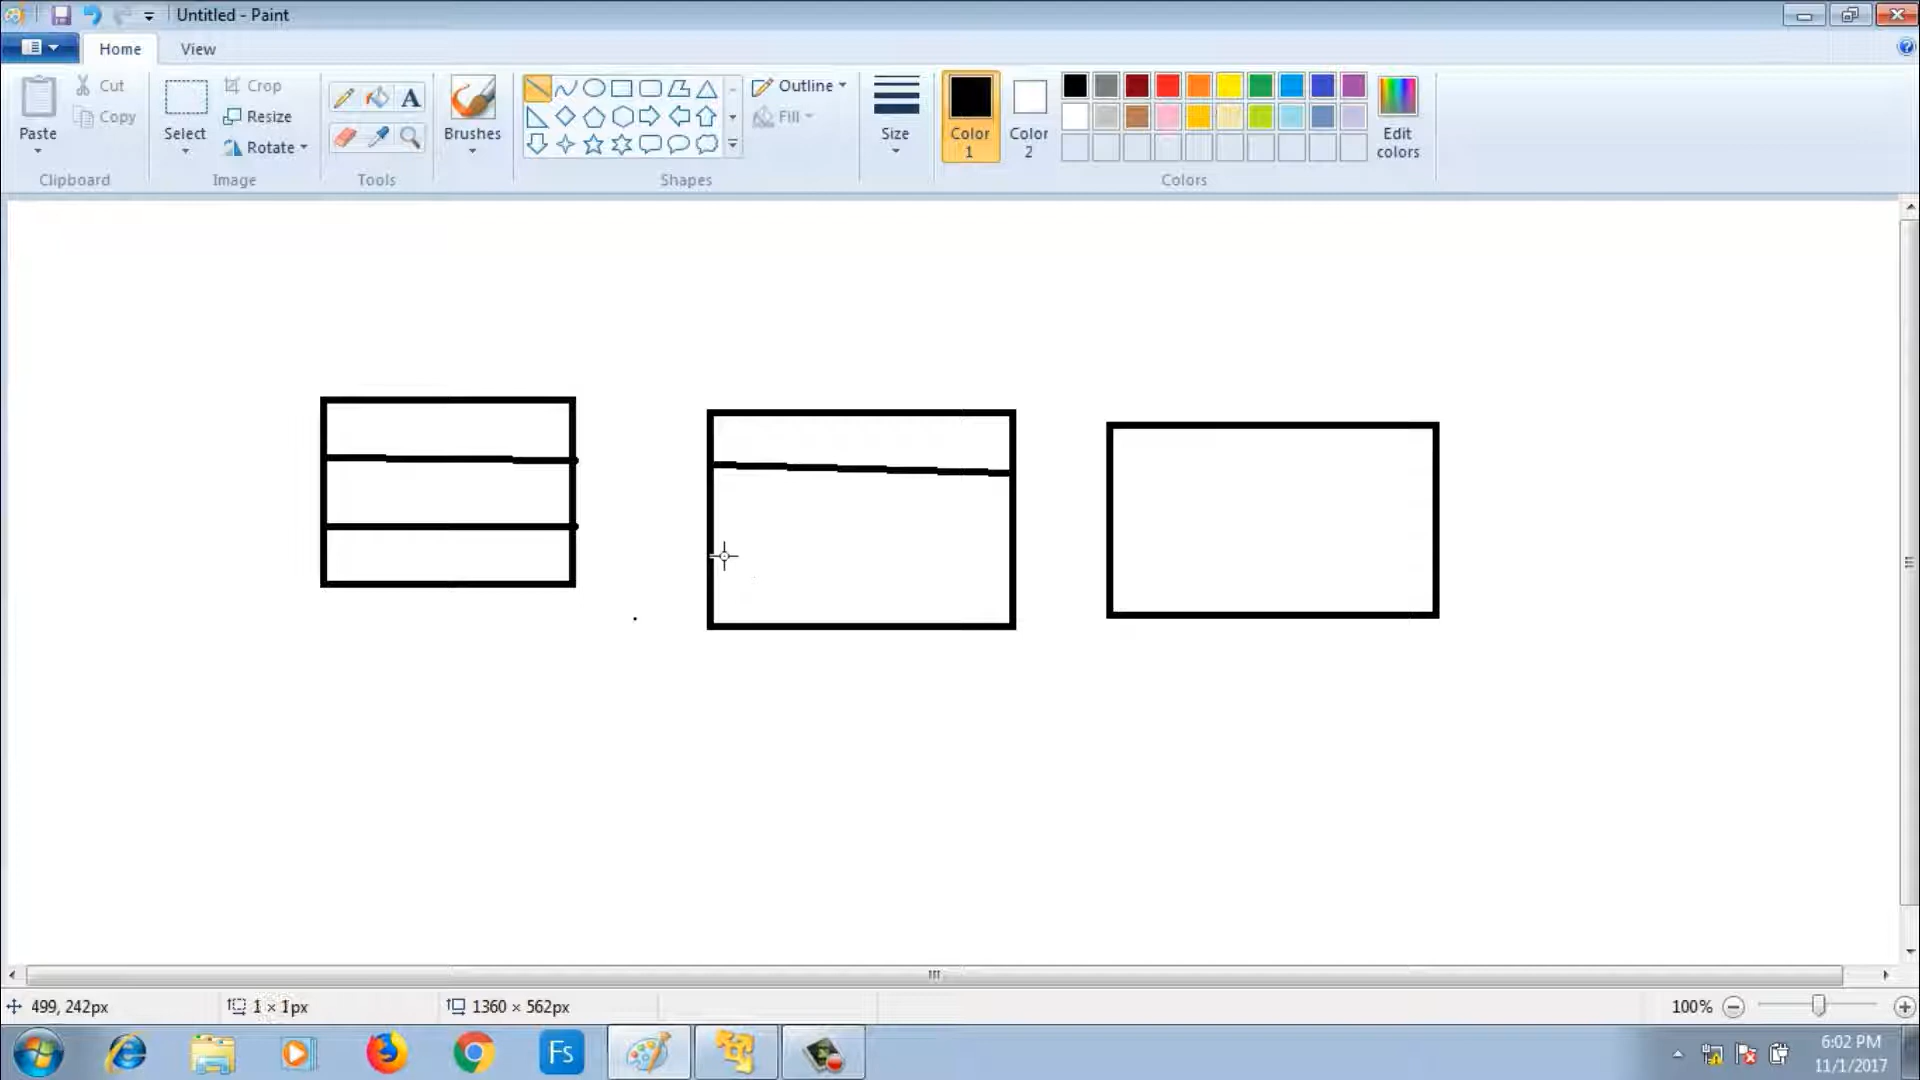 Untitled - Paint
Home
View
Paste
Cut
Copy
Clipboard
Select
Crop
Resize
Rotate
Image
A
Tools
Brushes
Shapes
Outline
Fill
Size
Color
1
Color
2
Edit
colors
Colors
499, 242px
1 × 1px
1360 × 562px
100%
Fs
6:02 PM
11/1/2017